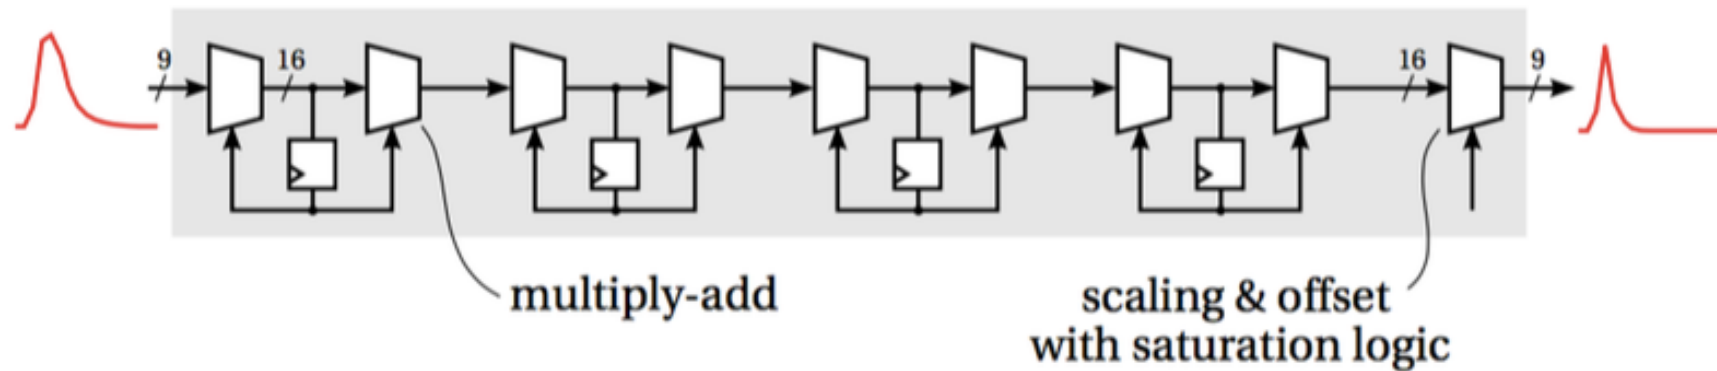 9
16
16
9
multiply-add
scaling & offset
with saturation logic